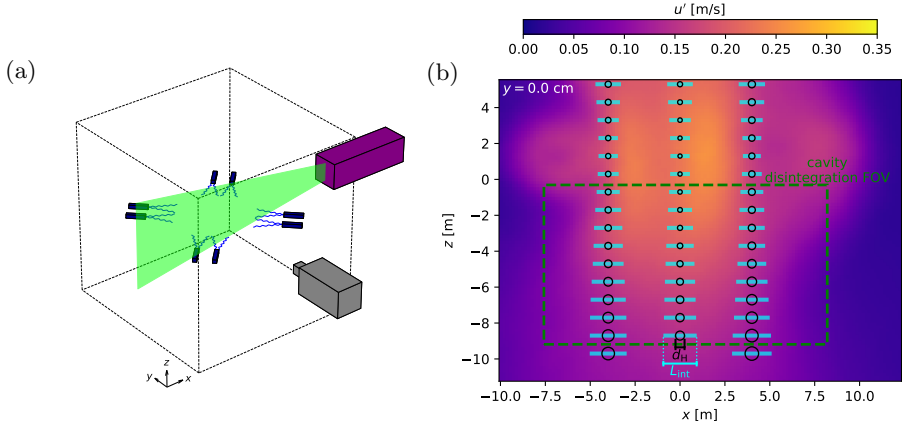 (a)
z
y
x
u′ [m/s]
0.00 0.05 0.10 0.15 0.20 0.25 0.30 0.35
(b)
y = 0.0 cm
cavity
disintegration FOV
4
2
0
−2
−4
−6
−8
−10
z [m]
d_H
L_int
−10.0 −7.5 −5.0 −2.5 0.0 2.5 5.0 7.5 10.0
x [m]